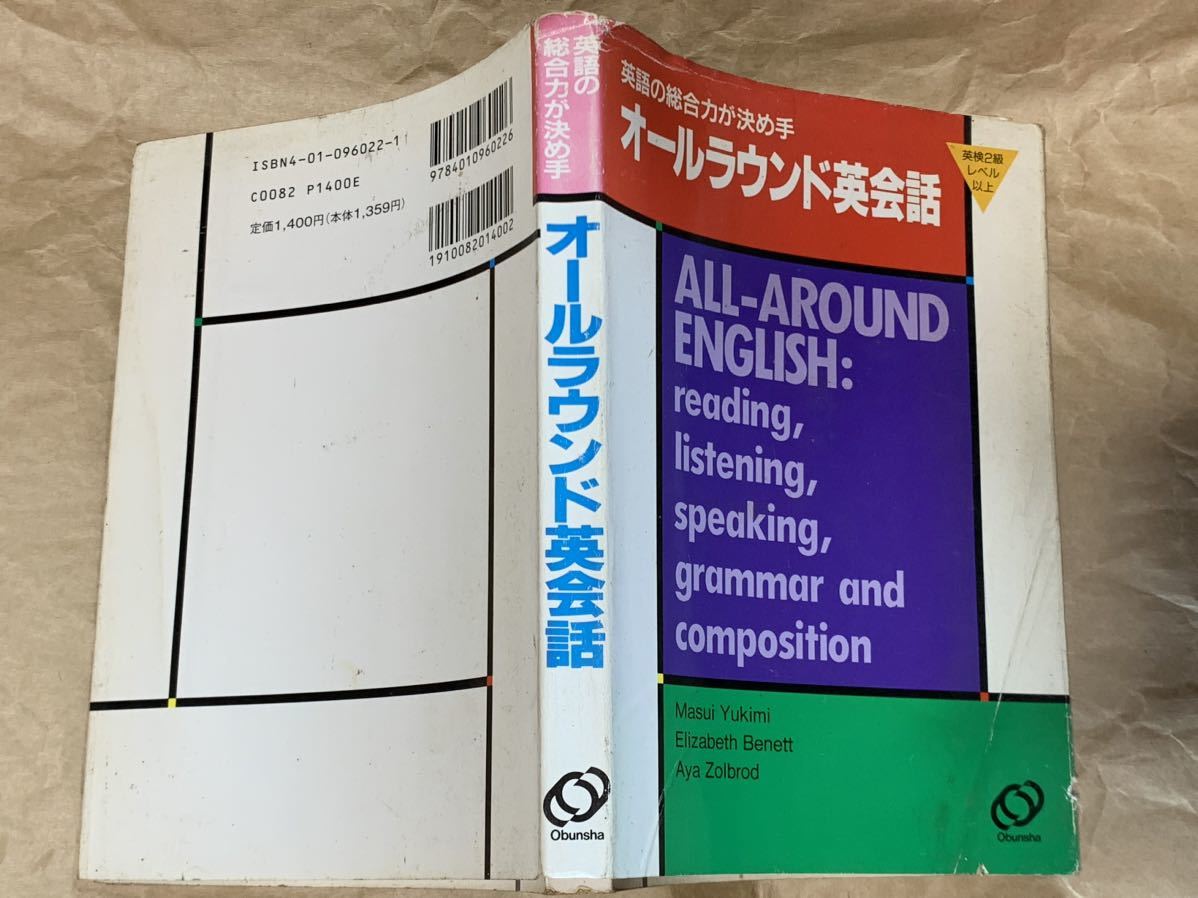 ISBN4-01-096022-1
C0082 P1400E
定価1,400円(本体1,359円)
9784010960226
1910082014002
英語の
総合力が決め手
オールラウンド英会話
Obunsha
英語の総合力が決め手
オールラウンド英会話
英検2級
レベル
以上
ALL-AROUND
ENGLISH:
reading,
listening,
speaking,
grammar and
composition
Masui Yukimi
Elizabeth Benett
Aya Zolbrod
Obunsha